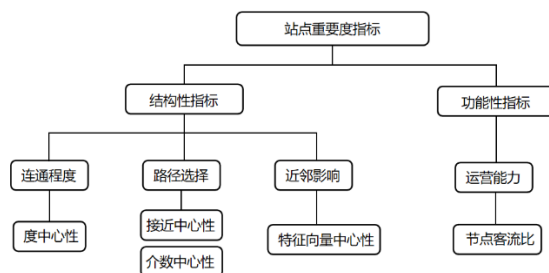 站点重要度指标
结构性指标
功能性指标
连通程度
路径选择
近邻影响
运营能力
度中心性
接近中心性
特征向量中心性
节点客流比
介数中心性